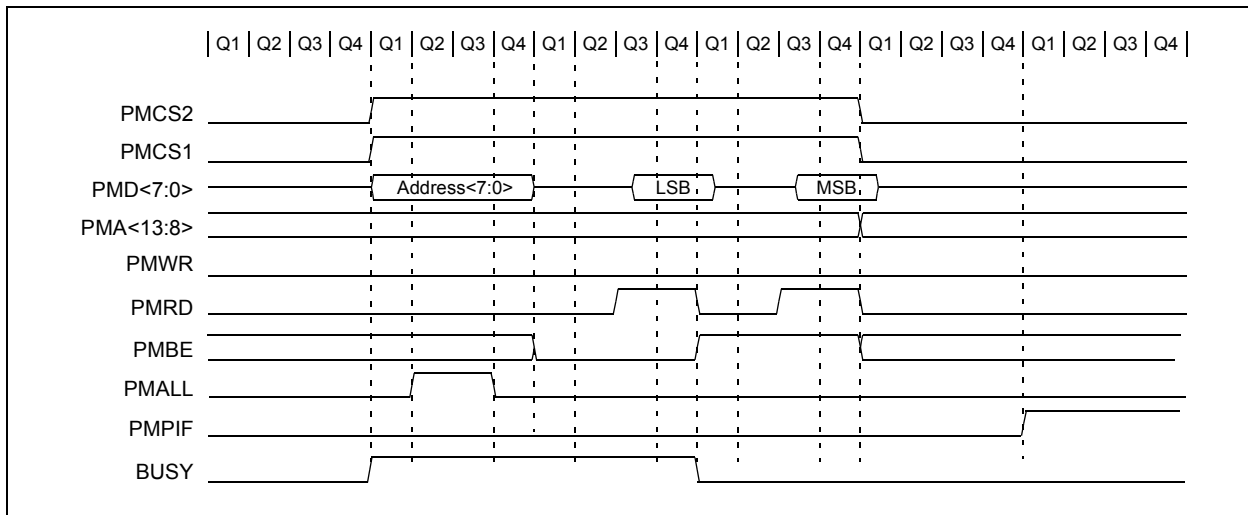 Q1 Q2 Q3 Q4 Q1 Q2 Q3 Q4 Q1 Q2 Q3 Q4 Q1 Q2 Q3 Q4 Q1 Q2 Q3 Q4 Q1 Q2 Q3 Q4
PMCS2
PMCS1
PMD<7:0> Address<7:0> LSB MSB
PMA<13:8>
PMWR
PMRD
PMBE
PMALL
PMPIF
BUSY